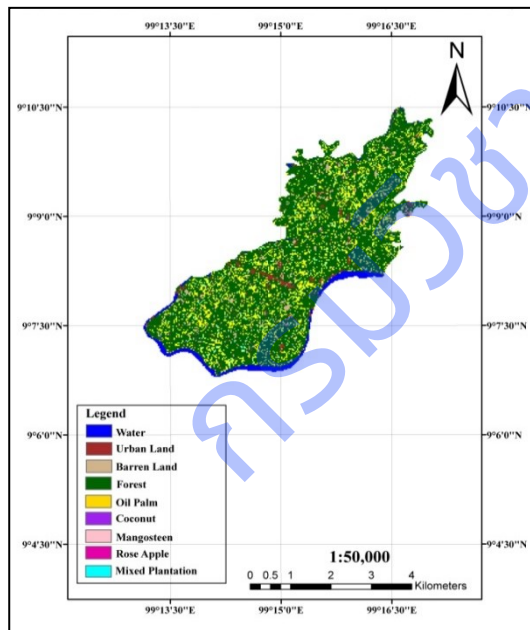 99°13'30"E 99°15'0"E 99°16'30"E
N
9°10'30"N 9°10'30"N
9°9'0"N 9°9'0"N
9°7'30"N 9°7'30"N
9°6'0"N 9°6'0"N
9°4'30"N 9°4'30"N
Legend
Water
Urban Land
Barren Land
Forest
Oil Palm
Coconut
Mangosteen
Rose Apple
Mixed Plantation
1:50,000
0 0.5 1 2 3 4
Kilometers
99°13'30"E 99°15'0"E 99°16'30"E